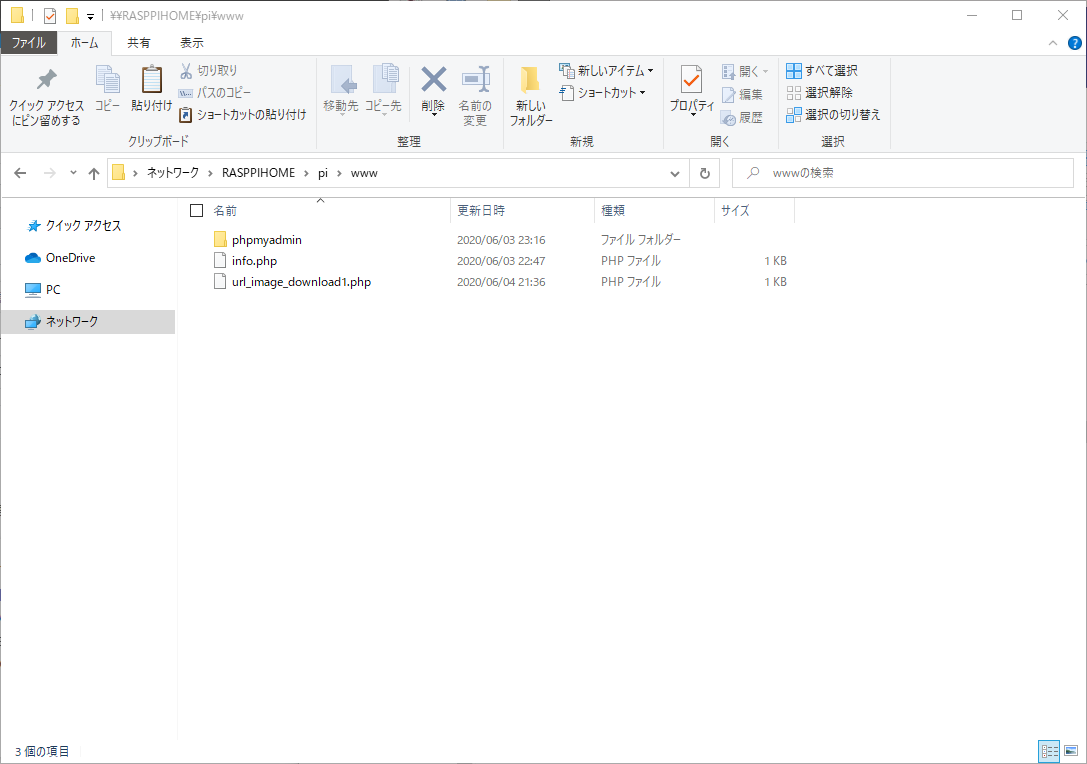 ¥¥RASPPIHOME¥pi¥www
ファイル ホーム 共有 表示
クイック アクセス
にピン留めする
コピー
貼り付け
切り取り
パスのコピー
ショートカットの貼り付け
クリップボード
移動先
コピー先
削除
名前の
変更
整理
新しい
フォルダー
新しいアイテム
ショートカット
新規
プロパティ
開く
編集
履歴
開く
すべて選択
選択解除
選択の切り替え
選択
ネットワーク › RASPPIHOME › pi › www
wwwの検索
クイック アクセス
OneDrive
PC
ネットワーク
名前 更新日時 種類 サイズ
phpmyadmin 2020/06/03 23:16 ファイル フォルダー
info.php 2020/06/03 22:47 PHP ファイル 1 KB
url_image_download1.php 2020/06/04 21:36 PHP ファイル 1 KB
3 個の項目